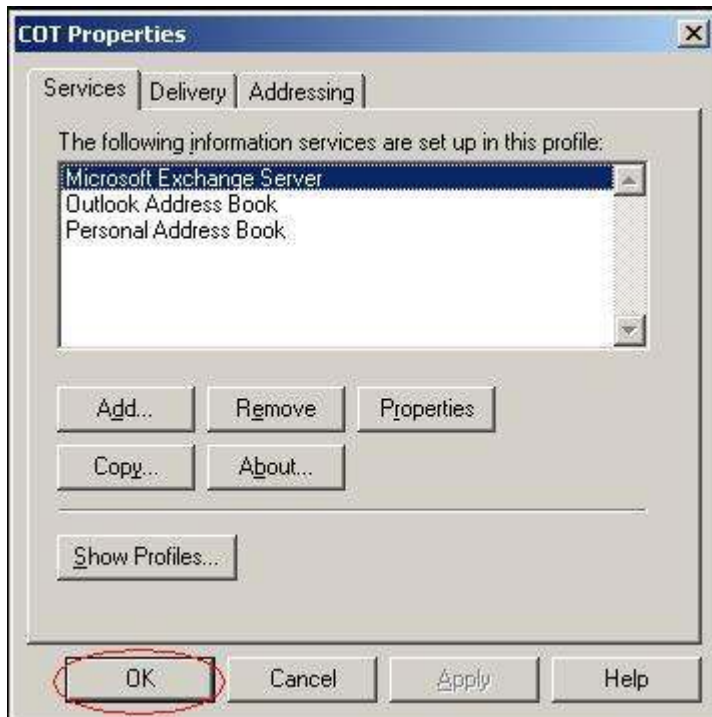 COT Properties
Services Delivery Addressing
The following information services are set up in this profile:
Microsoft Exchange Server
Outlook Address Book
Personal Address Book
Add... Remove Properties
Copy... About...
Show Profiles...
OK Cancel Apply Help